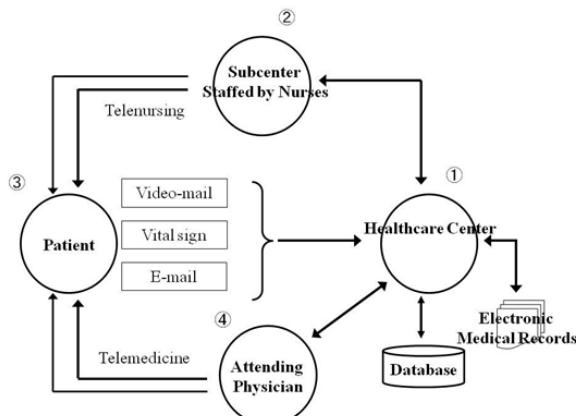 ②
Subcenter
Staffed by Nurses
Telenursing
③
①
Video-mail
Patient
Vital sign
E-mail
Healthcare Center
④
Telemedicine
Attending
Physician
Electronic
Medical Records
Database